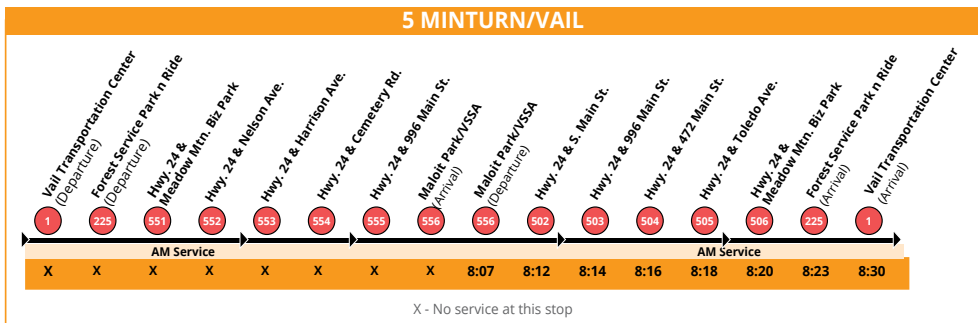 5 MINTURN/VAIL
Vail Transportation Center
(Departure)
Forest Service Park n Ride
(Departure)
Hwy. 24 &
Meadow Mtn. Biz Park
Hwy. 24 & Nelson Ave.
Hwy. 24 & Harrison Ave.
Hwy. 24 & Cemetery Rd.
Hwy. 24 & 996 Main St.
Maloit Park/VSSA
(Arrival)
Maloit Park/VSSA
(Departure)
Hwy. 24 & S. Main St.
Hwy. 24 & 996 Main St.
Hwy. 24 & 472 Main St.
Hwy. 24 & Toledo Ave.
Hwy. 24 &
Meadow Mtn. Biz Park
Forest Service Park n Ride
(Arrival)
Vail Transportation Center
(Arrival)
1 225 551 552 553 554 555 556 556 502 503 504 505 506 225 1
AM Service AM Service
X X X X X X X X 8:07 8:12 8:14 8:16 8:18 8:20 8:23 8:30
X - No service at this stop